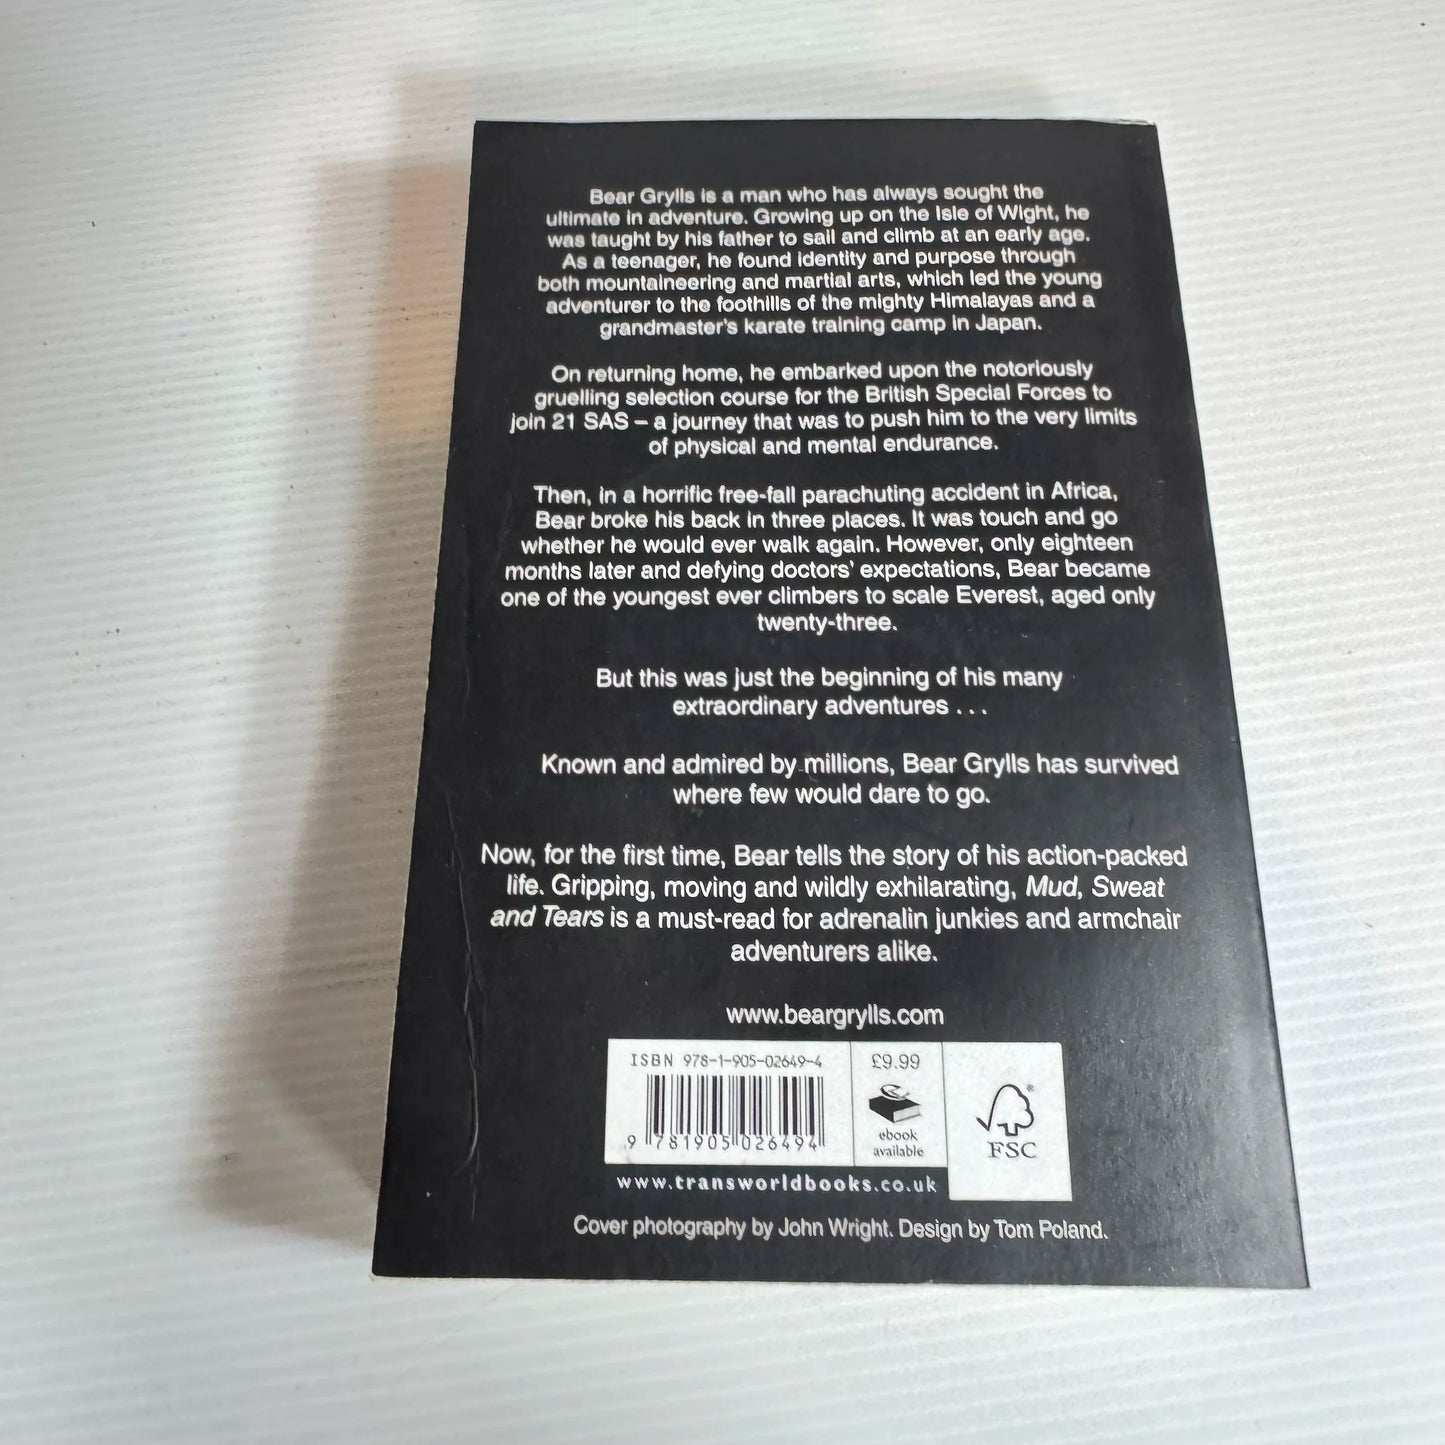 Bear Grylls is a man who has always sought the
ultimate in adventure. Growing up on the Isle of Wight, he
was taught by his father to sail and climb at an early age.
As a teenager, he found identity and purpose through
both mountaineering and martial arts, which led the young
adventurer to the foothills of the mighty Himalayas and a
grandmaster's karate training camp in Japan.
On returning home, he embarked upon the notoriously
gruelling selection course for the British Special Forces to
join 21 SAS – a journey that was to push him to the very limits
of physical and mental endurance.
Then, in a horrific free-fall parachuting accident in Africa,
Bear broke his back in three places. It was touch and go
whether he would ever walk again. However, only eighteen
months later and defying doctors' expectations, Bear became
one of the youngest ever climbers to scale Everest, aged only
twenty-three.
But this was just the beginning of his many
extraordinary adventures . . .
Known and admired by millions, Bear Grylls has survived
where few would dare to go.
Now, for the first time, Bear tells the story of his action-packed
life. Gripping, moving and wildly exhilarating, Mud, Sweat
and Tears is a must-read for adrenalin junkies and armchair
adventurers alike.
www.beargrylls.com
ISBN 978-1-905-02649-4
9 781905 026494
£9.99
ebook
available
FSC
www.transworldbooks.co.uk
Cover photography by John Wright. Design by Tom Poland.